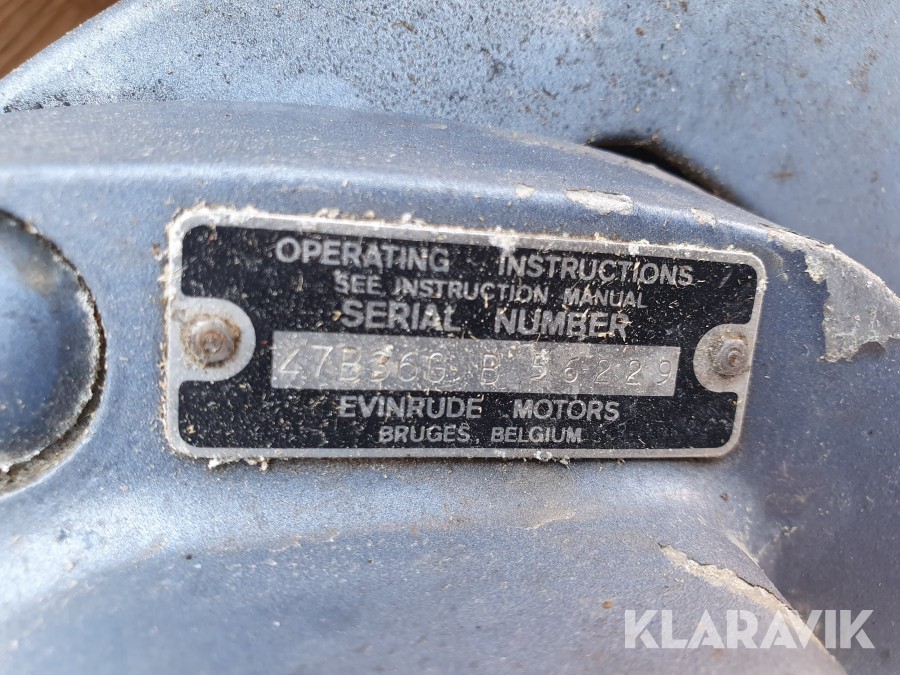 OPERATING INSTRUCTIONS
SEE INSTRUCTION MANUAL
SERIAL NUMBER
47B36G B 56229
EVINRUDE MOTORS
BRUGES, BELGIUM
KLARAVIK